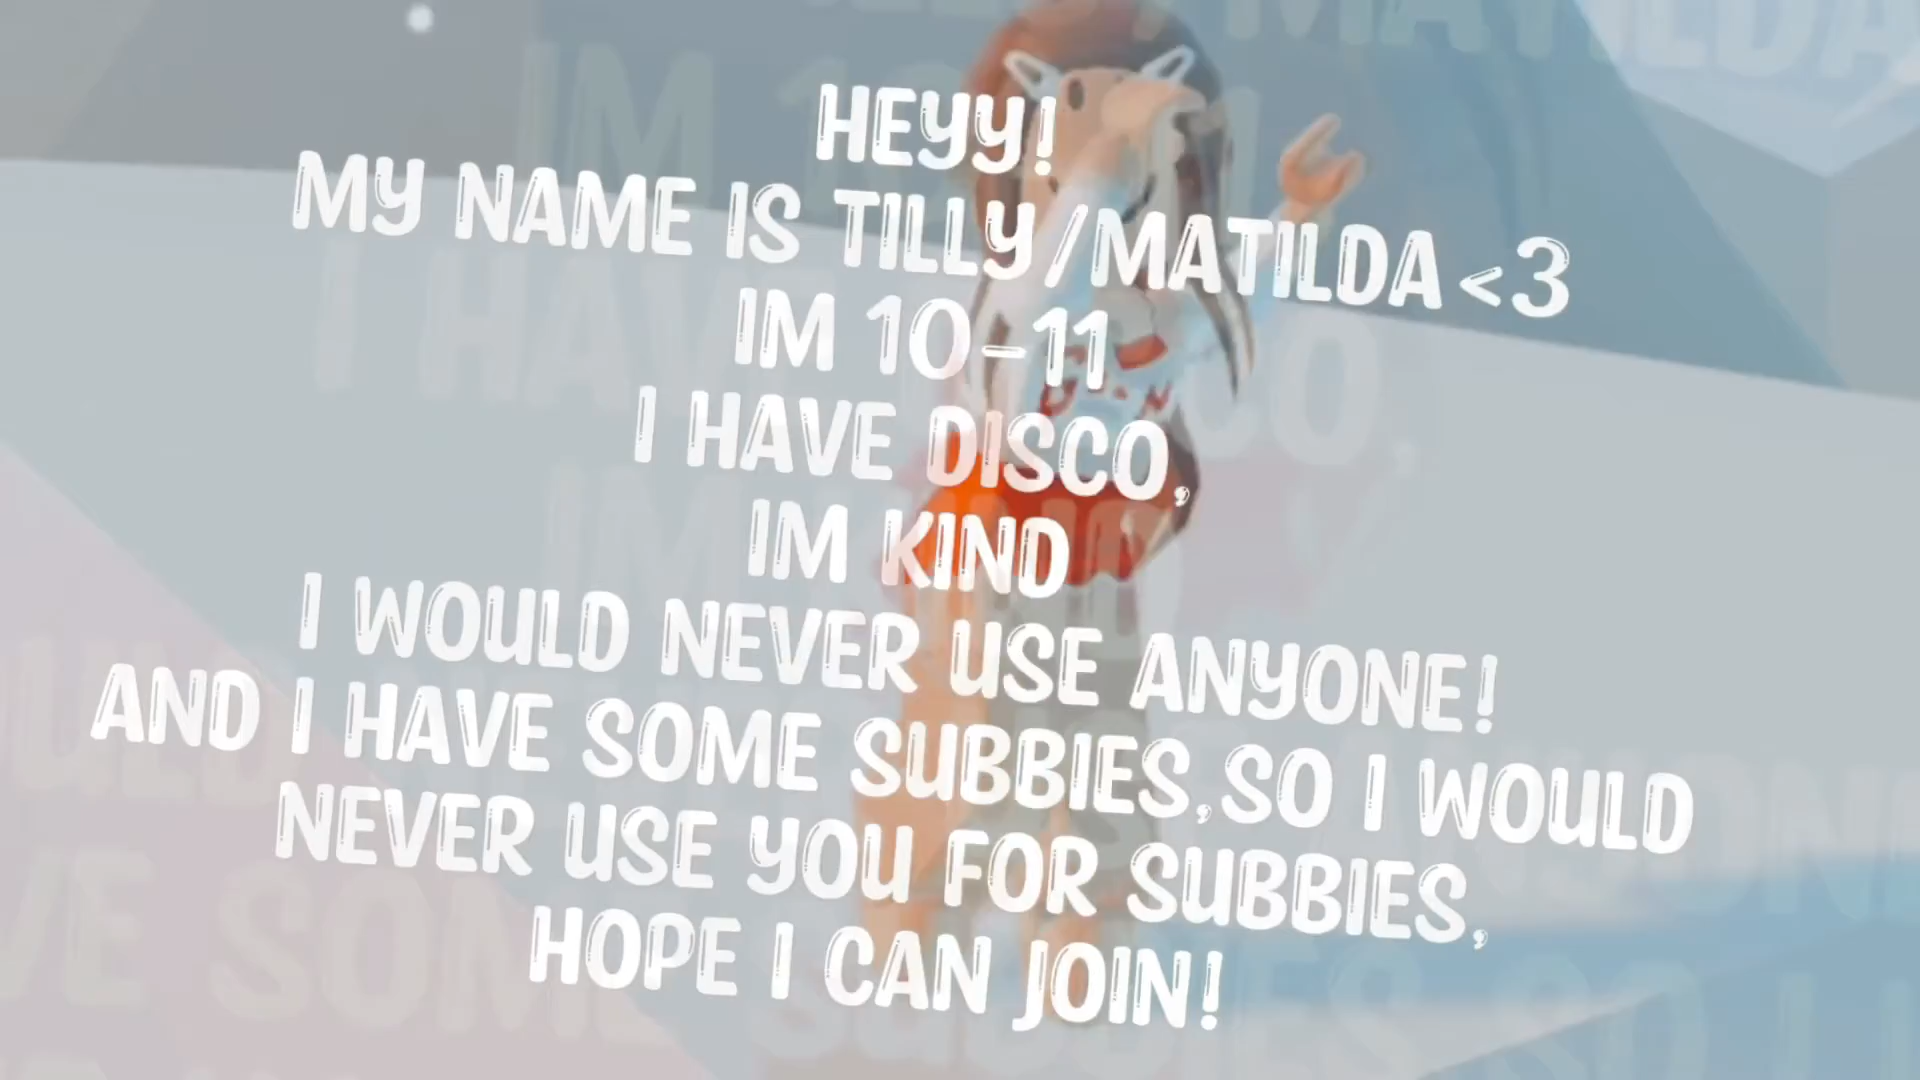 HEYY!
MY NAME IS TILLY/MATILDA<3
IM 10-11
I HAVE DISCO,
IM KIND
I WOULD NEVER USE ANYONE!
AND I HAVE SOME SUBBIES,SO I WOULD
NEVER USE YOU FOR SUBBIES,
HOPE I CAN JOIN!